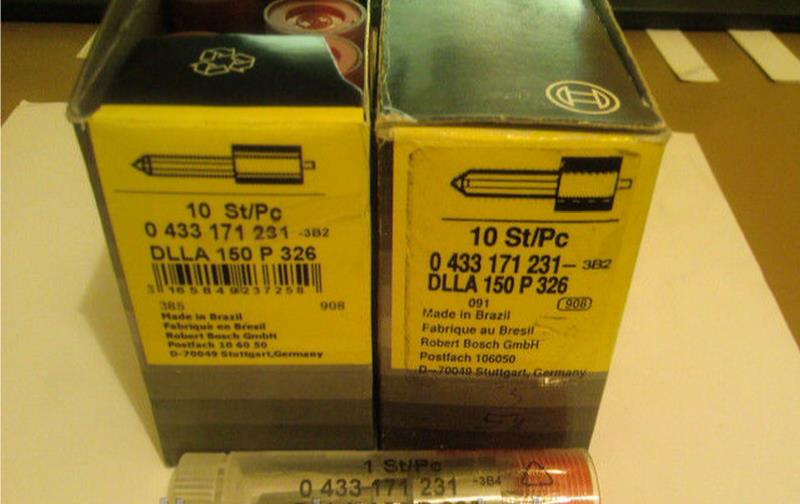 10 St/Pc
0 433 171 231 -3B2
DLLA 150 P 326
3 165849 237258
385 908
Made in Brazil
Fabrique en Bresil
Robert Bosch GmbH
Postfach 10 60 50
D-70049 Stuttgart,Germany
10 St/Pc
0 433 171 231- 3B2
DLLA 150 P 326
091 908
Made in Brazil
Fabrique au Bresil
Robert Bosch GmbH
Postfach 106050
D-70049 Stuttgart, Germany
1 St/Pc
0 433 171 231 -3B4